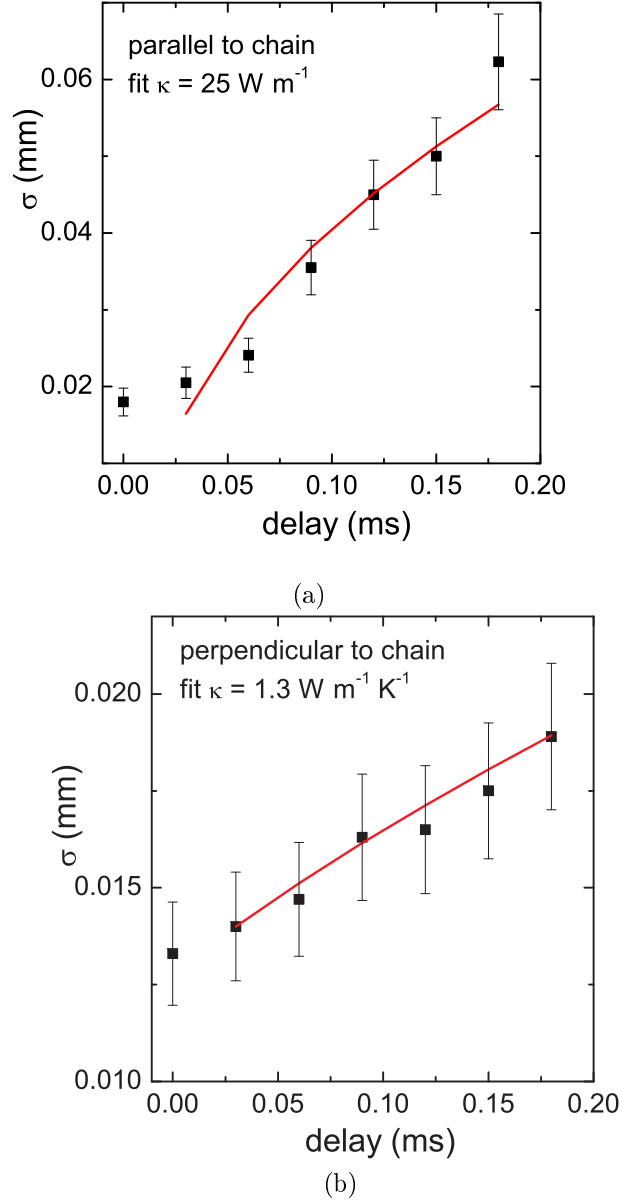 parallel to chain
fit κ = 25 W m⁻¹
0.06
0.04
0.02
σ (mm)
0.00 0.05 0.10 0.15 0.20
delay (ms)
(a)
perpendicular to chain
fit κ = 1.3 W m⁻¹ K⁻¹
0.020
0.015
0.010
σ (mm)
0.00 0.05 0.10 0.15 0.20
delay (ms)
(b)